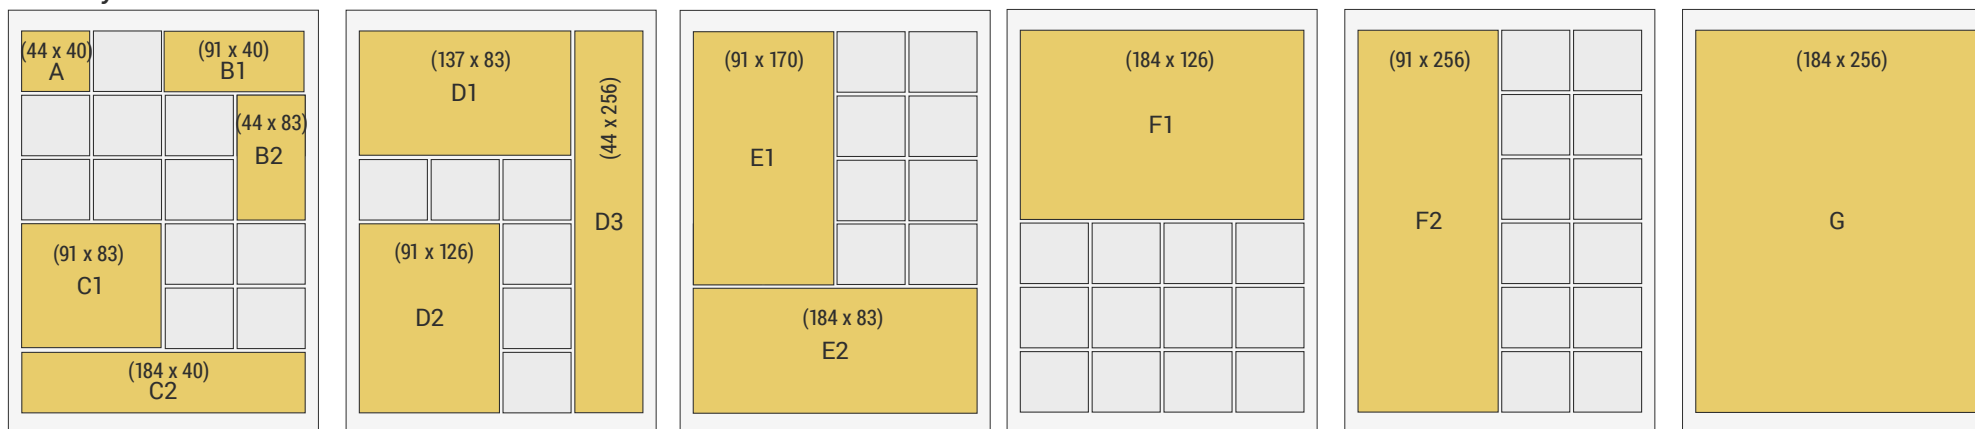 (44 x 40)
A
(91 x 40)
B1
(44 x 83)
B2
(91 x 83)
C1
(184 x 40)
C2
(137 x 83)
D1
(44 x 256)
D3
(91 x 126)
D2
(91 x 170)
E1
(184 x 83)
E2
(184 x 126)
F1
(91 x 256)
F2
(184 x 256)
G